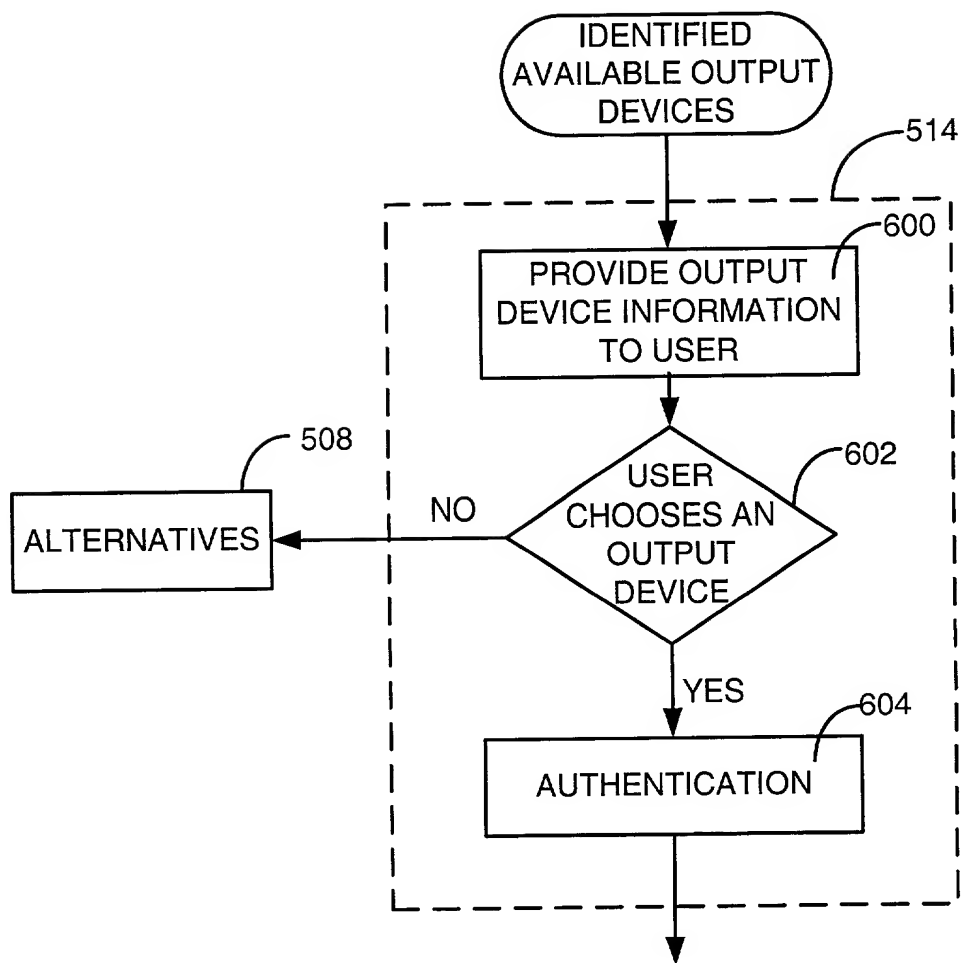 IDENTIFIED
AVAILABLE OUTPUT
DEVICES
514
600
PROVIDE OUTPUT
DEVICE INFORMATION
TO USER
508
602
USER
CHOOSES AN
OUTPUT
DEVICE
NO
ALTERNATIVES
YES
604
AUTHENTICATION